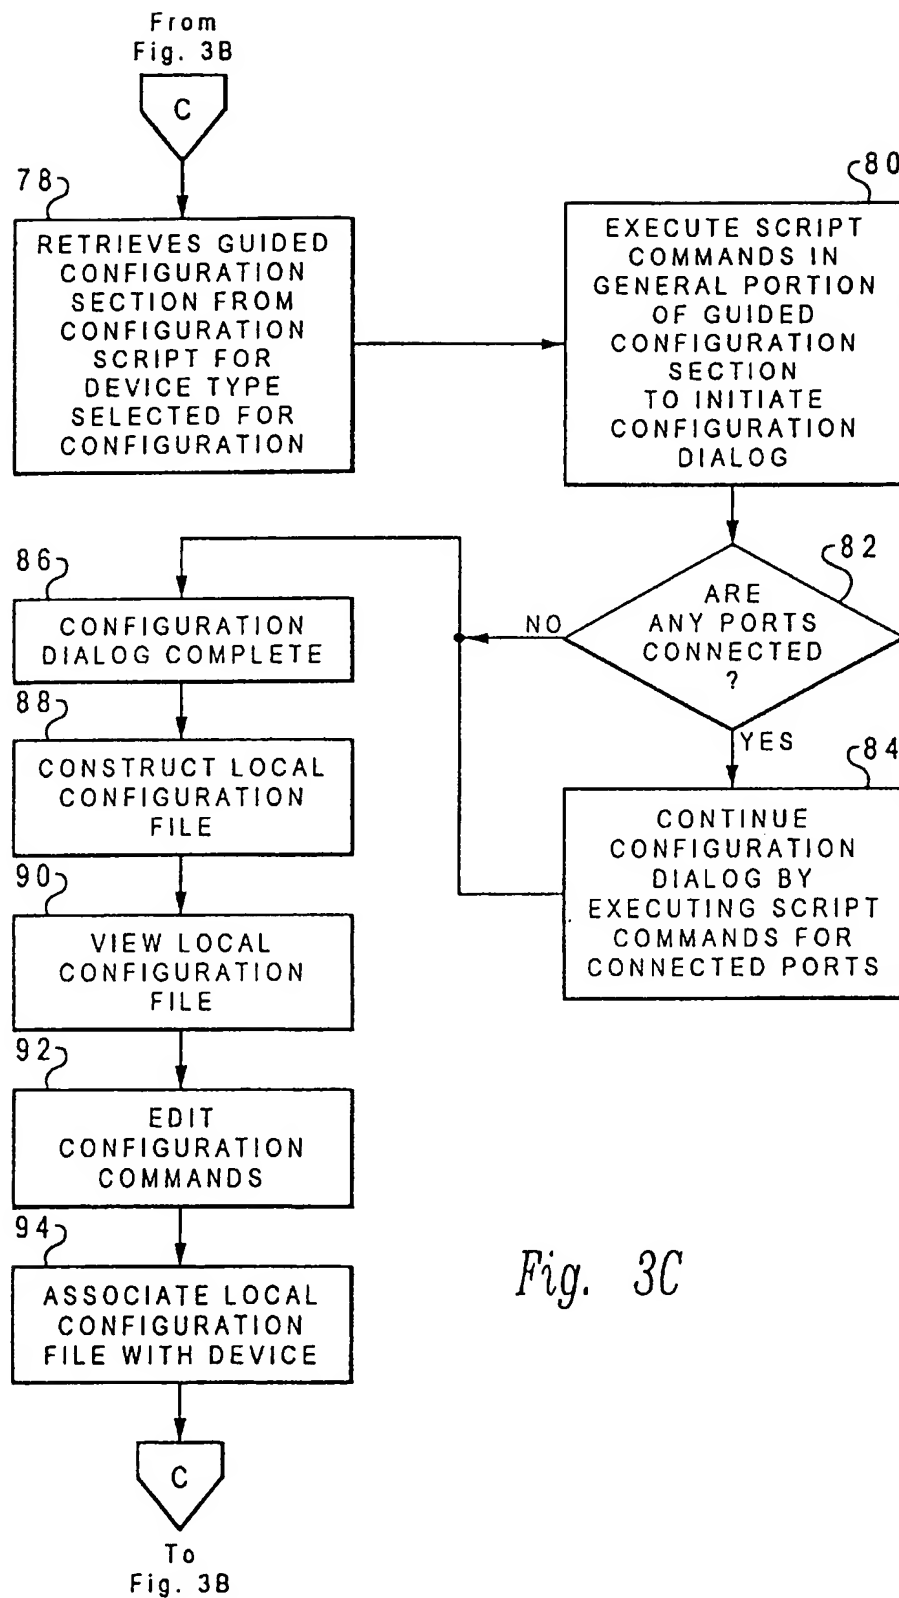 From
Fig. 3B
C
78
RETRIEVES GUIDED
CONFIGURATION
SECTION FROM
CONFIGURATION
SCRIPT FOR
DEVICE TYPE
SELECTED FOR
CONFIGURATION
80
EXECUTE SCRIPT
COMMANDS IN
GENERAL PORTION
OF GUIDED
CONFIGURATION
SECTION
TO INITIATE
CONFIGURATION
DIALOG
82
ARE
ANY PORTS
CONNECTED
?
NO
YES
84
CONTINUE
CONFIGURATION
DIALOG BY
EXECUTING SCRIPT
COMMANDS FOR
CONNECTED PORTS
86
CONFIGURATION
DIALOG COMPLETE
88
CONSTRUCT LOCAL
CONFIGURATION
FILE
90
VIEW LOCAL
CONFIGURATION
FILE
92
EDIT
CONFIGURATION
COMMANDS
94
ASSOCIATE LOCAL
CONFIGURATION
FILE WITH DEVICE
C
To
Fig. 3B
Fig. 3C